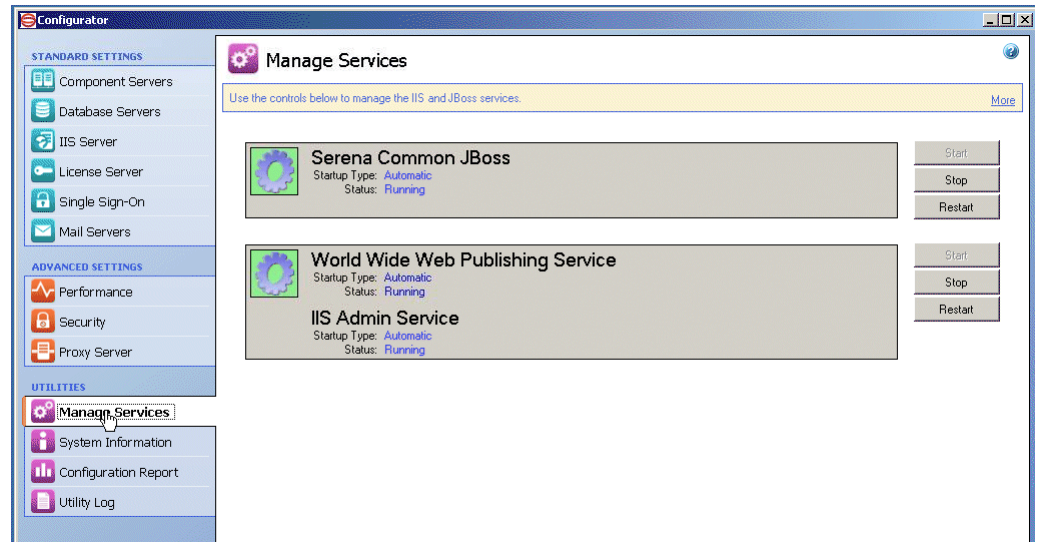 Configurator
STANDARD SETTINGS
Component Servers
Database Servers
IIS Server
License Server
Single Sign-On
Mail Servers
ADVANCED SETTINGS
Performance
Security
Proxy Server
UTILITIES
Manage Services
System Information
Configuration Report
Utility Log
Manage Services
Use the controls below to manage the IIS and JBoss services.
More
Serena Common JBoss
Startup Type: Automatic
Status: Running
Start
Stop
Restart
World Wide Web Publishing Service
Startup Type: Automatic
Status: Running
IIS Admin Service
Startup Type: Automatic
Status: Running
Start
Stop
Restart